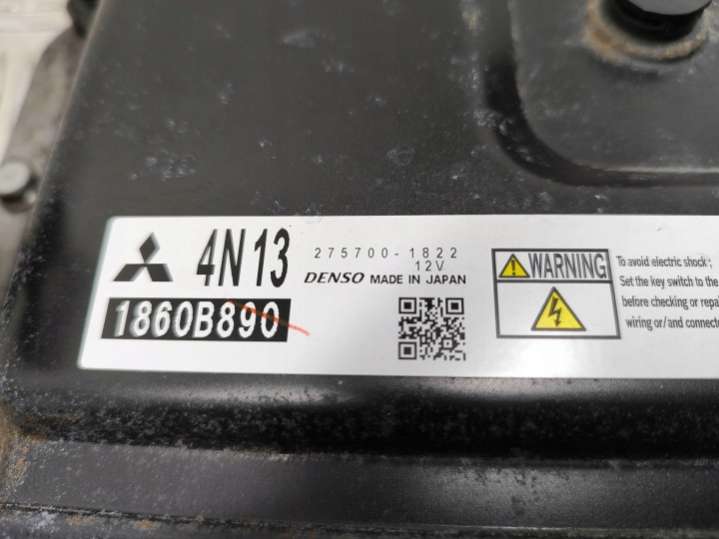 4N13
275700-1822
12V
DENSO MADE IN JAPAN
1860B890
WARNING
To avoid electric shock;
Set the key switch to the
before checking or repai
wiring or/and connect